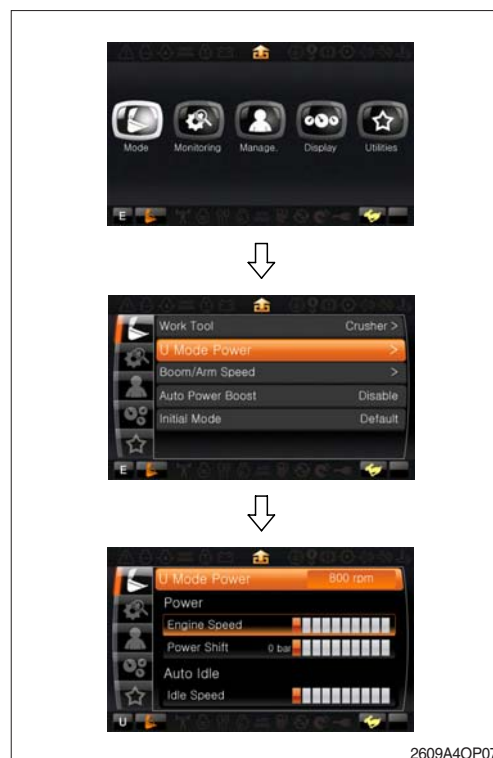 Mode Monitoring Manage. Display Utilities
E
Work Tool Crusher >
U Mode Power >
Boom/Arm Speed >
Auto Power Boost Disable
Initial Mode Default
E
U Mode Power 800 rpm
Power
Engine Speed
Power Shift 0 bar
Auto Idle
Idle Speed
U
2609A4OP07